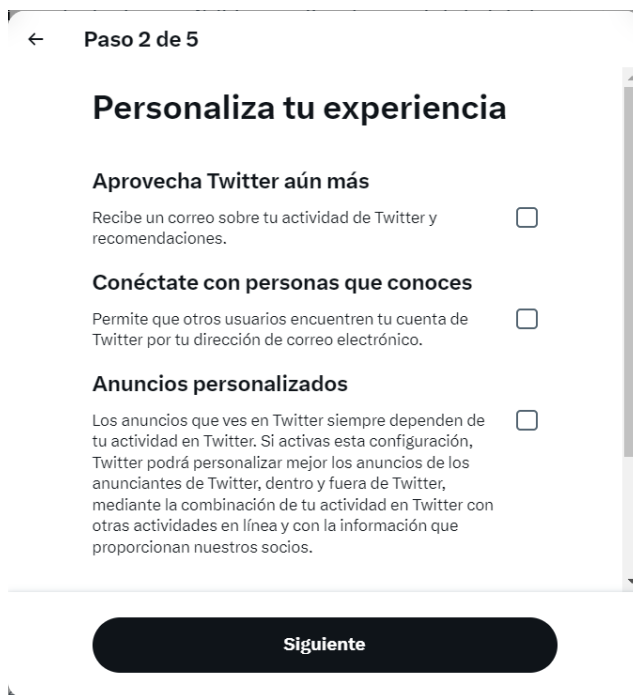 Paso 2 de 5
Personaliza tu experiencia
Aprovecha Twitter aún más
Recibe un correo sobre tu actividad de Twitter y
recomendaciones.
Conéctate con personas que conoces
Permite que otros usuarios encuentren tu cuenta de
Twitter por tu dirección de correo electrónico.
Anuncios personalizados
Los anuncios que ves en Twitter siempre dependen de
tu actividad en Twitter. Si activas esta configuración,
Twitter podrá personalizar mejor los anuncios de los
anunciantes de Twitter, dentro y fuera de Twitter,
mediante la combinación de tu actividad en Twitter con
otras actividades en línea y con la información que
proporcionan nuestros socios.
Siguiente